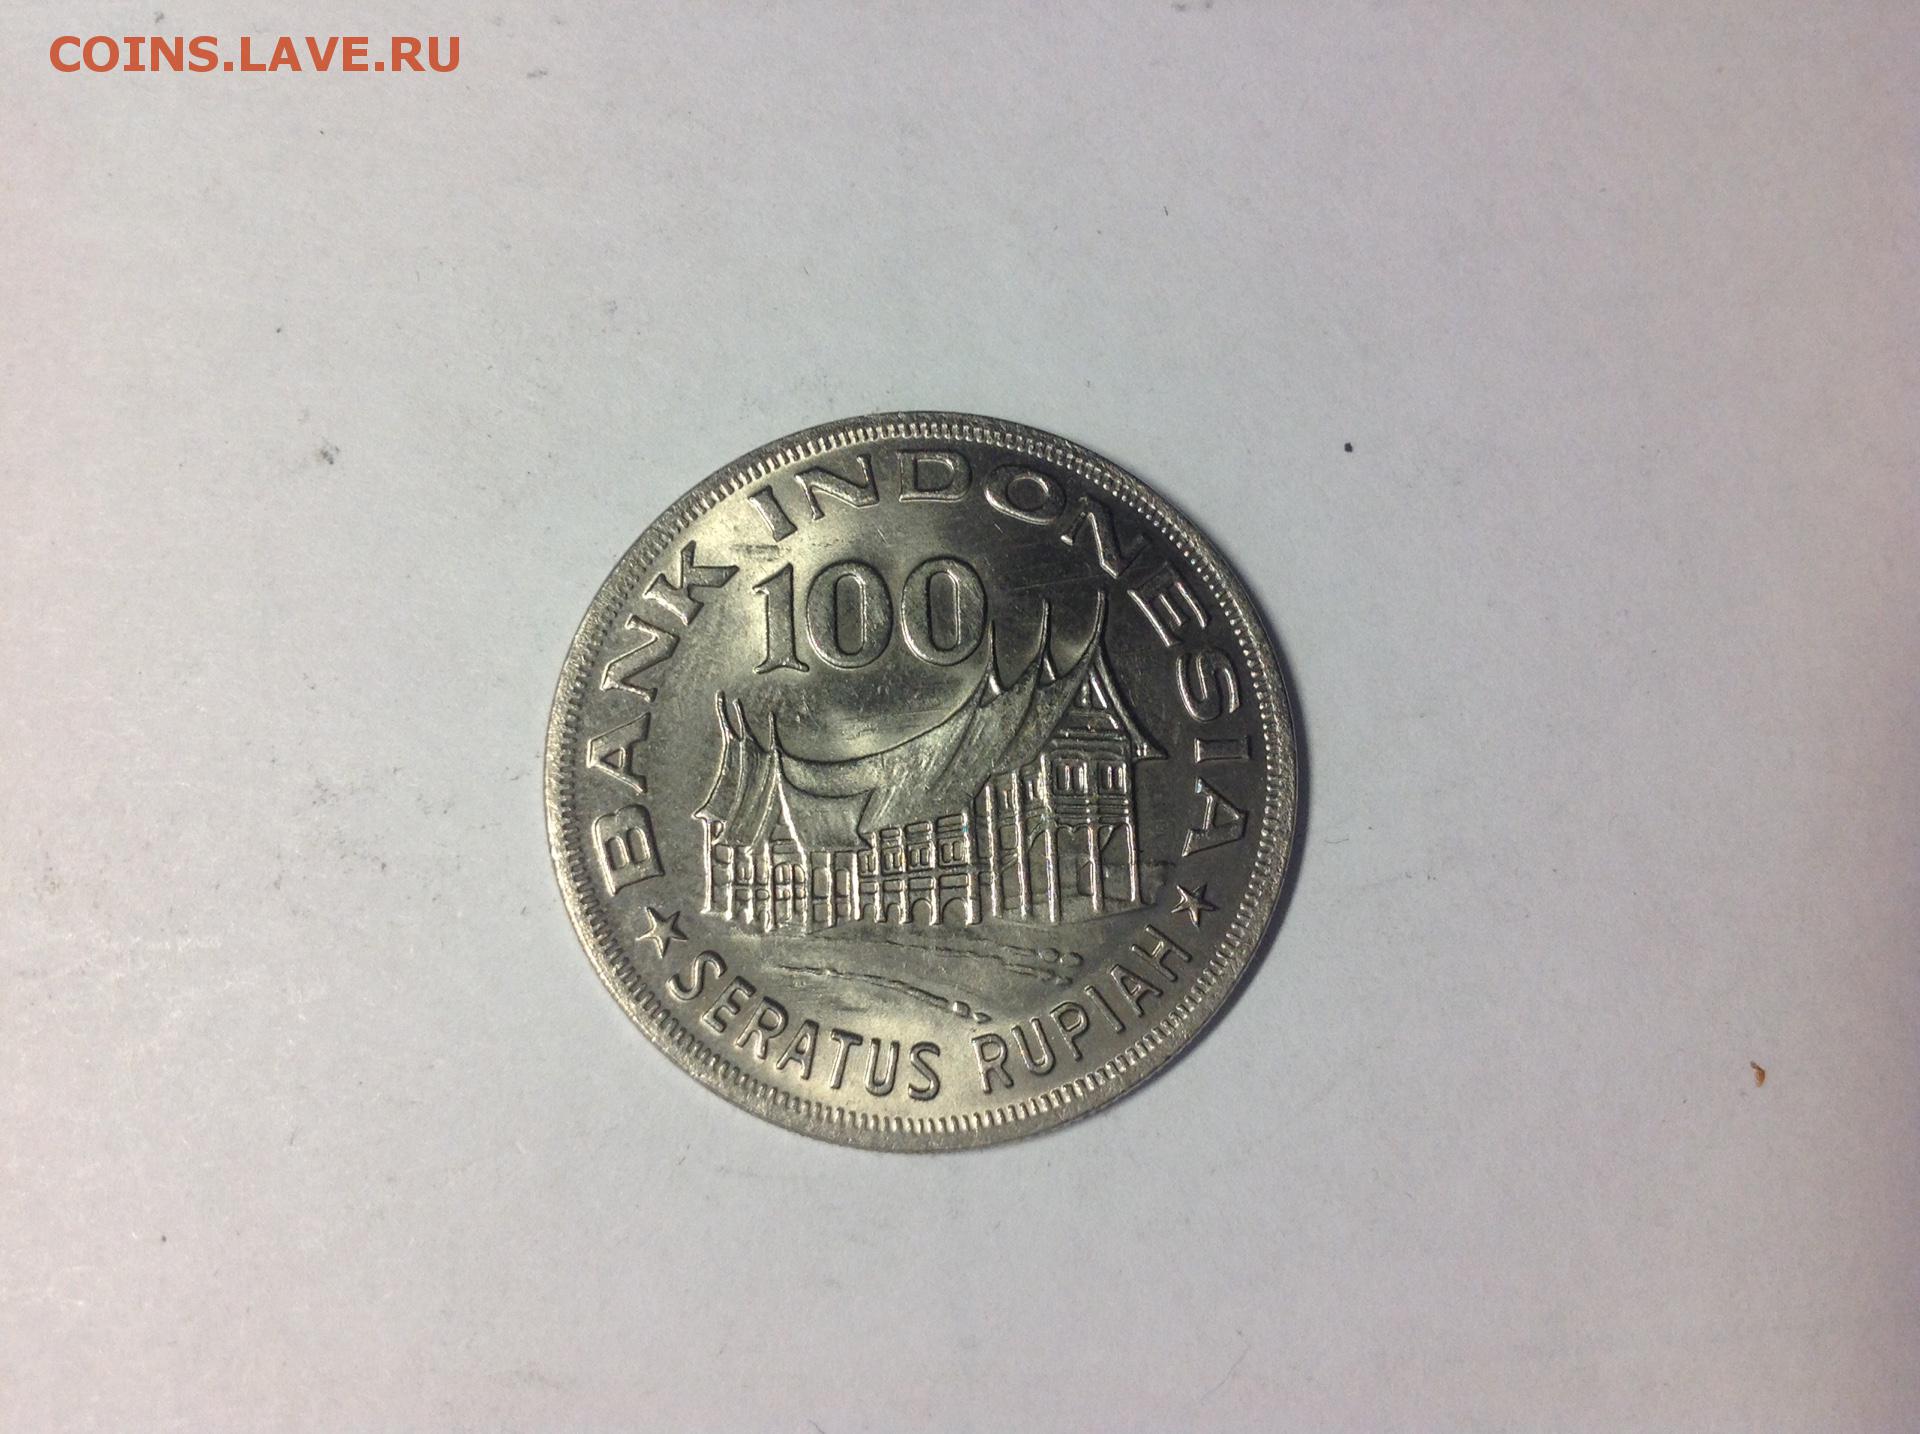 COINS.LAVE.RU
BANK INDONESIA
100
SERATUS RUPIAH